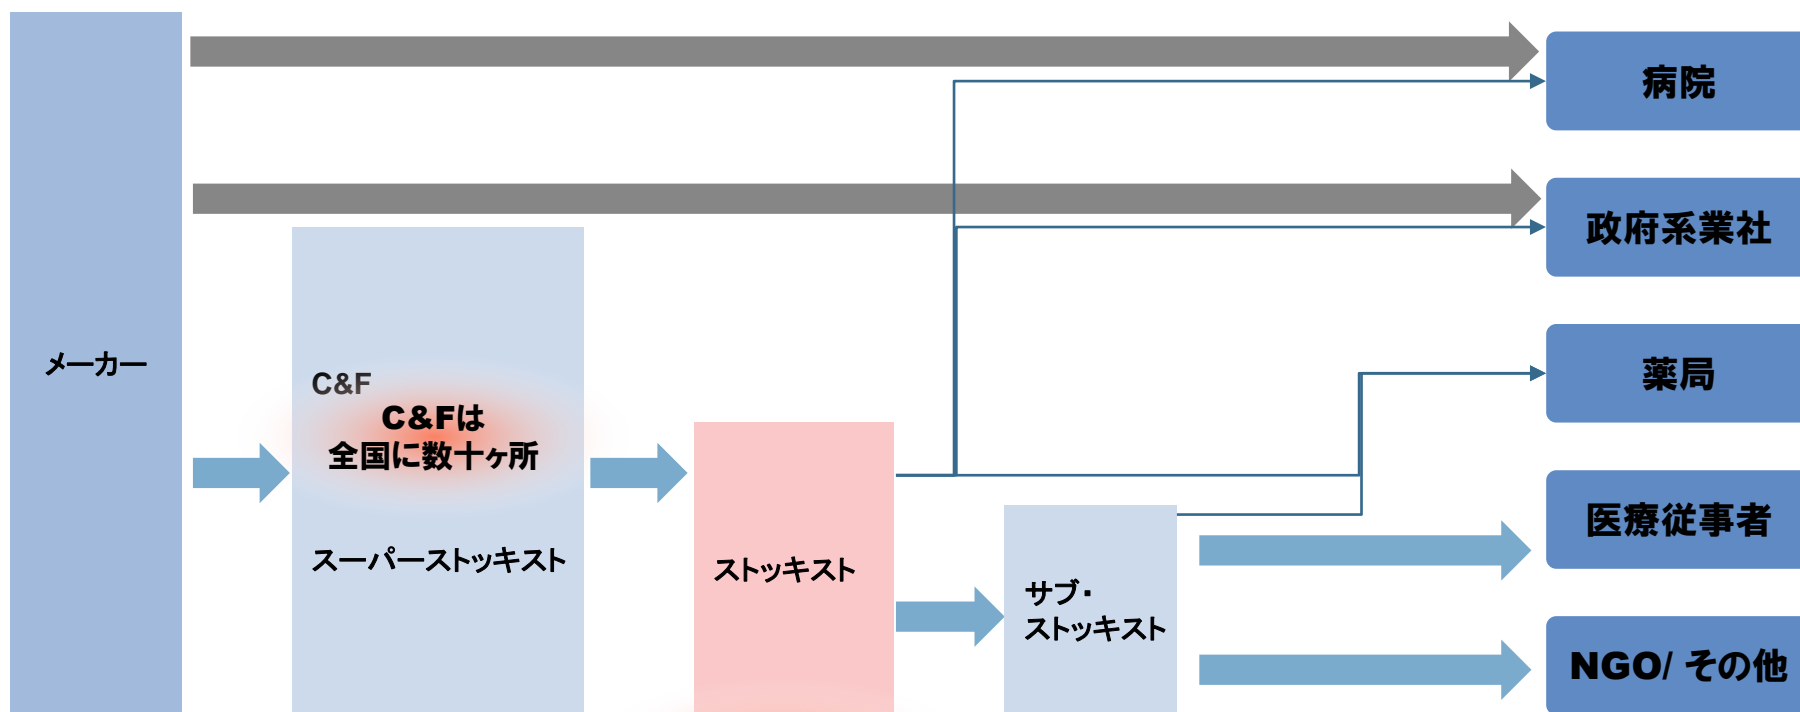 メーカー
C&F
C&Fは
全国に数十ヶ所
スーパーストッキスト
ストッキスト
サブ・
ストッキスト
病院
政府系業社
薬局
医療従事者
NGO/ その他